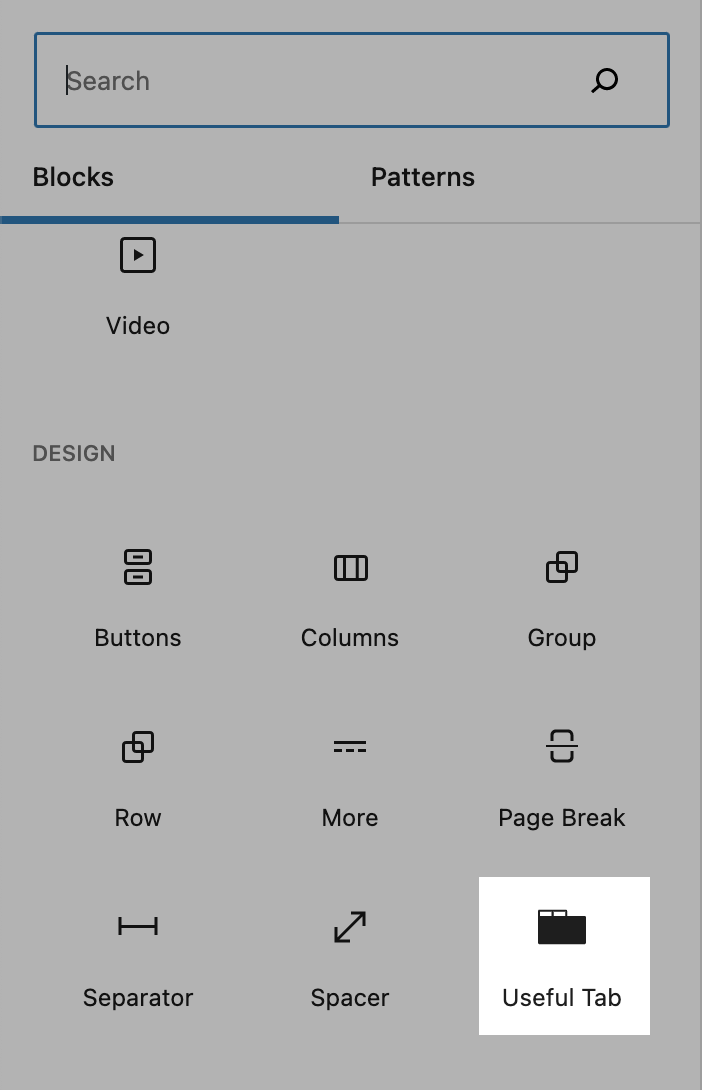 Search
Blocks Patterns
Video
DESIGN
Buttons Columns Group
Row More Page Break
Separator Spacer Useful Tab